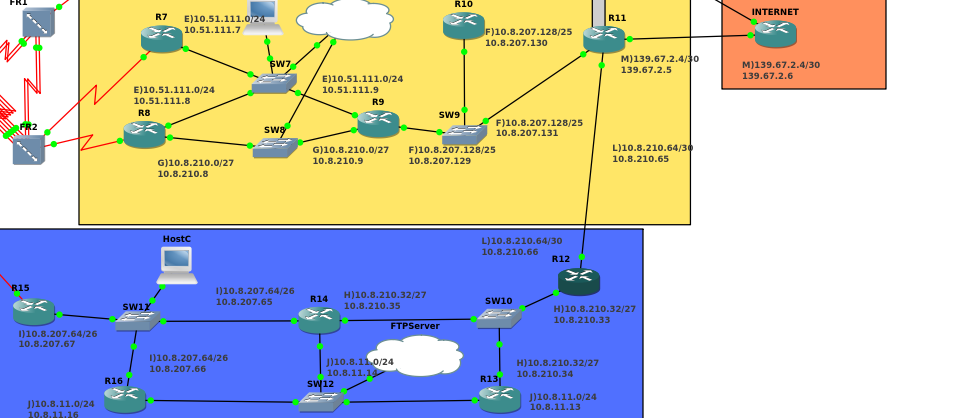 FR1
R7
E)10.51.111.0/24
10.51.111.7
R10
F)10.8.207.128/25
10.8.207.130
R11
INTERNET
M)139.67.2.4/30
139.67.2.5
M)139.67.2.4/30
139.67.2.6
SW7
E)10.51.111.0/24
10.51.111.8
E)10.51.111.0/24
10.51.111.9
R8
R9
SW8
SW9
F)10.8.207.128/25
10.8.207.131
FR2
G)10.8.210.0/27
10.8.210.8
G)10.8.210.0/27
10.8.210.9
F)10.8.207.128/25
10.8.207.129
L)10.8.210.64/30
10.8.210.65
HostC
L)10.8.210.64/30
10.8.210.66
R12
R15
I)10.8.207.64/26
10.8.207.65
R14
H)10.8.210.32/27
10.8.210.35
SW11
SW10
H)10.8.210.32/27
10.8.210.33
FTPServer
I)10.8.207.64/26
10.8.207.67
I)10.8.207.64/26
10.8.207.66
J)10.8.11.0/24
10.8.11.14
H)10.8.210.32/27
10.8.210.34
R16
SW12
R13
J)10.8.11.0/24
10.8.11.16
J)10.8.11.0/24
10.8.11.13